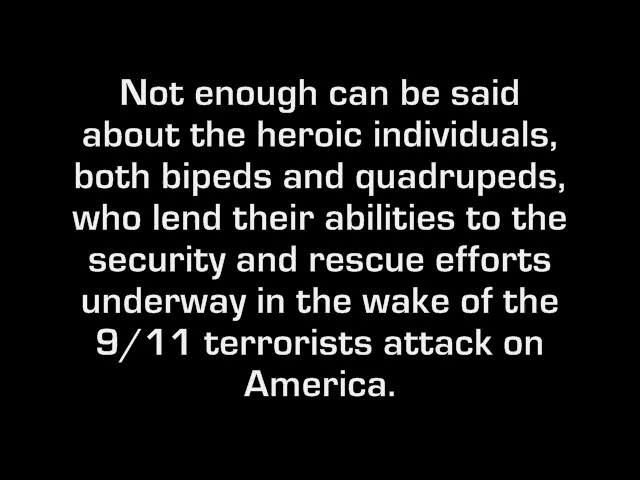 Not enough can be said
about the heroic individuals,
both bipeds and quadrupeds,
who lend their abilities to the
security and rescue efforts
underway in the wake of the
9/11 terrorists attack on
America.